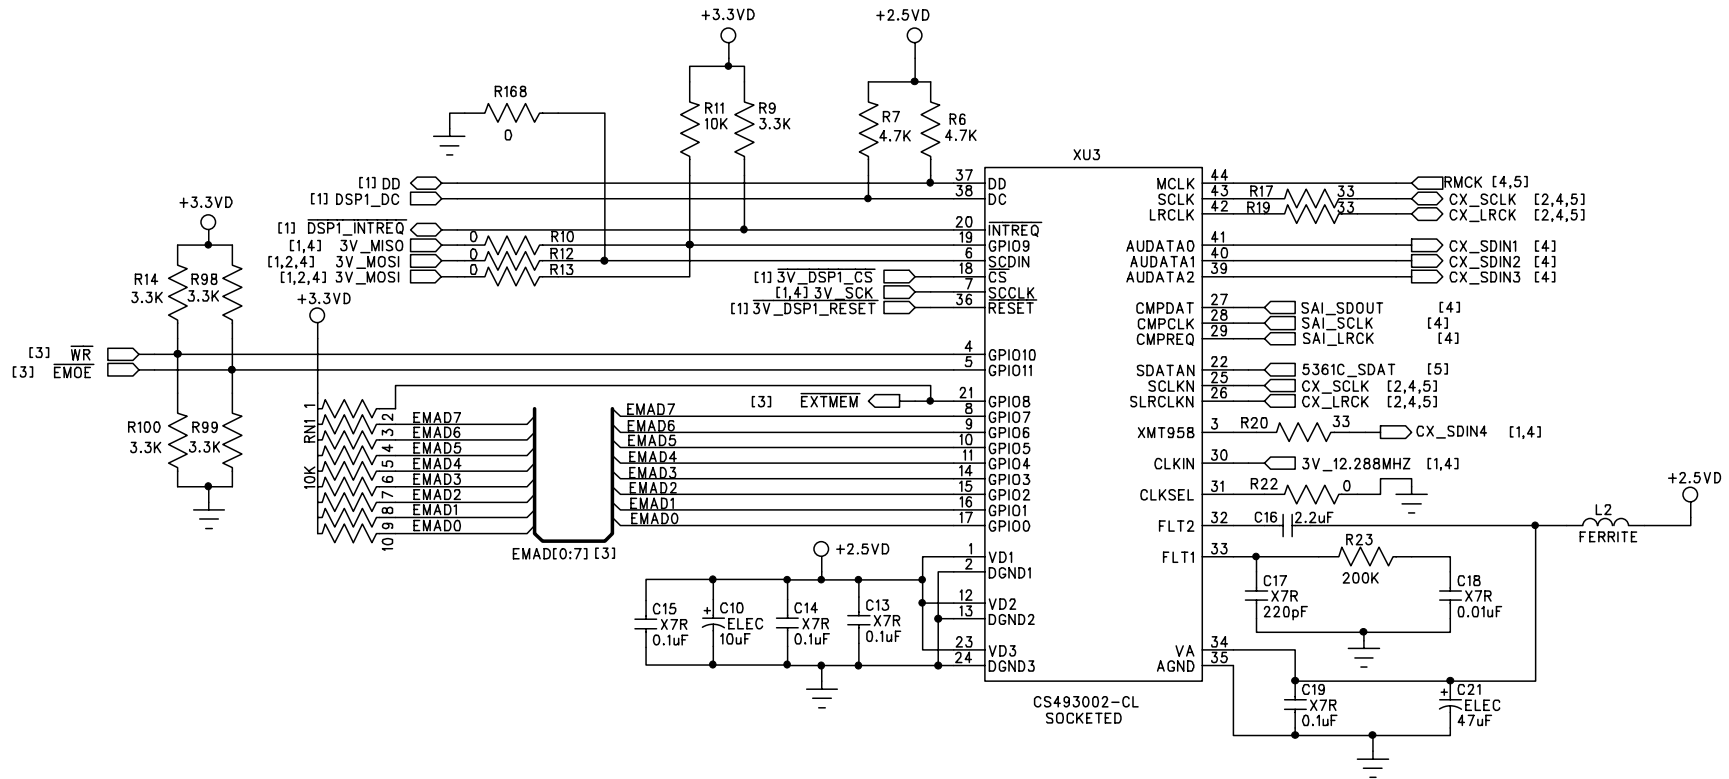 +3.3VD
+2.5VD
R168
0
R11
10K
R9
3.3K
R7
4.7K
R6
4.7K
XU3
[1] DD
37
DD
[1] DSP1_DC
38
DC
[1] DSP1_INTREQ
20
INTREQ
[1,4] 3V_MISO
0
R10
19
GPIO9
[1,2,4] 3V_MOSI
0
R12
6
SCDIN
[1,2,4] 3V_MOSI
0
R13
[1] 3V_DSP1_CS
18
CS
[1,4] 3V_SCK
7
SCCLK
[1] 3V_DSP1_RESET
36
RESET
+3.3VD
R14
3.3K
R98
3.3K
+3.3VD
[3] WR
4
GPIO10
[3] EMOE
5
GPIO11
R100
3.3K
R99
3.3K
RN1
10K
1
2
3
4
5
6
7
8
9
10
EMAD7
EMAD6
EMAD5
EMAD4
EMAD3
EMAD2
EMAD1
EMAD0
EMAD[0:7] [3]
[3] EXTMEM
21
GPIO8
EMAD7
8
GPIO7
EMAD6
9
GPIO6
EMAD5
10
GPIO5
EMAD4
11
GPIO4
EMAD3
14
GPIO3
EMAD2
15
GPIO2
EMAD1
16
GPIO1
EMAD0
17
GPIO0
+2.5VD
1
VD1
2
DGND1
12
VD2
13
DGND2
23
VD3
24
DGND3
C15
X7R
0.1uF
+
C10
ELEC
10uF
C14
X7R
0.1uF
C13
X7R
0.1uF
CS493002-CL
SOCKETED
MCLK
44
RMCK [4,5]
SCLK
43
R17
33
CX_SCLK [2,4,5]
LRCLK
42
R19
33
CX_LRCK [2,4,5]
AUDATA0
41
CX_SDIN1 [4]
AUDATA1
40
CX_SDIN2 [4]
AUDATA2
39
CX_SDIN3 [4]
CMPDAT
27
SAI_SDOUT [4]
CMPCLK
28
SAI_SCLK [4]
CMPREQ
29
SAI_LRCK [4]
SDATAN
22
5361C_SDAT [5]
SCLKN
25
CX_SCLK [2,4,5]
SLRCLKN
26
CX_LRCK [2,4,5]
XMT958
3
R20
33
CX_SDIN4 [1,4]
CLKIN
30
3V_12.288MHZ [1,4]
CLKSEL
31
R22
0
FLT2
32
C16
2.2uF
L2
FERRITE
+2.5VD
FLT1
33
R23
200K
C17
X7R
220pF
C18
X7R
0.01uF
VA
34
AGND
35
C19
X7R
0.1uF
+
C21
ELEC
47uF